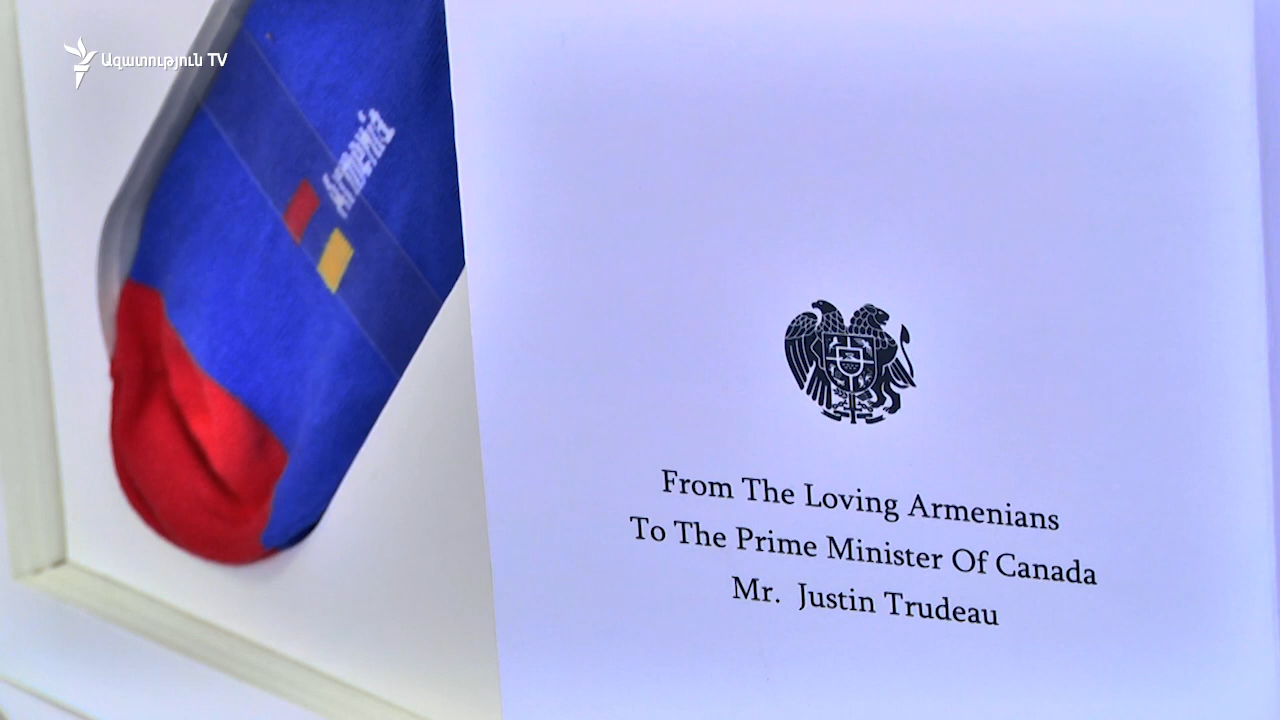 Ազատություն TV
Armenia
From The Loving Armenians
To The Prime Minister Of Canada
Mr. Justin Trudeau